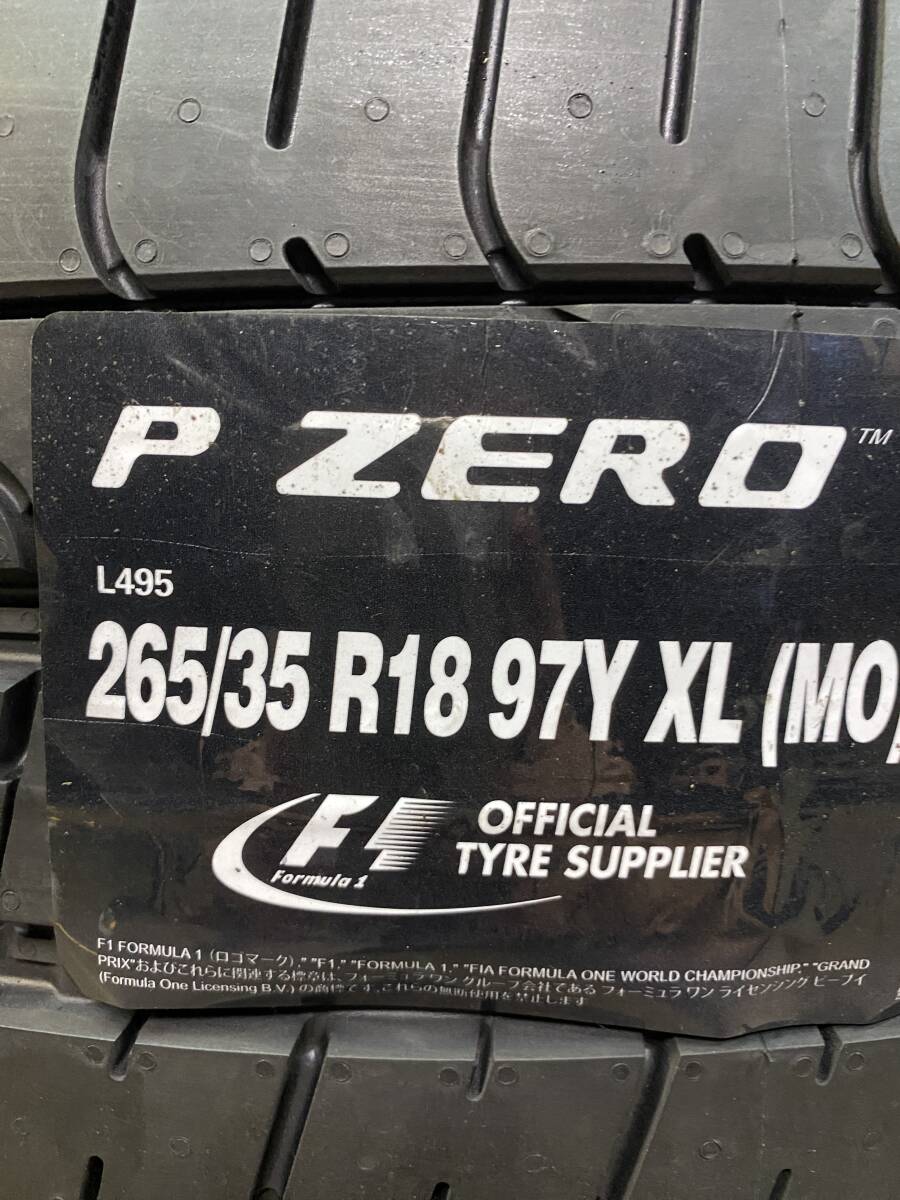 P ZERO™
L495
265/35 R18 97Y XL (MO)
F1
Formula 1
OFFICIAL
TYRE SUPPLIER
F1 FORMULA 1 (ロゴマーク)," "F1," "FORMULA 1," "FIA FORMULA ONE WORLD CHAMPIONSHIP," "GRAND
PRIX"およびこれらに関連する標章は、フォーミュラワン グループ会社である フォーミュラ ワン ライセンシング ビーブイ
(Formula One Licensing B.V.) の商標です,これらの無断使用を禁止します